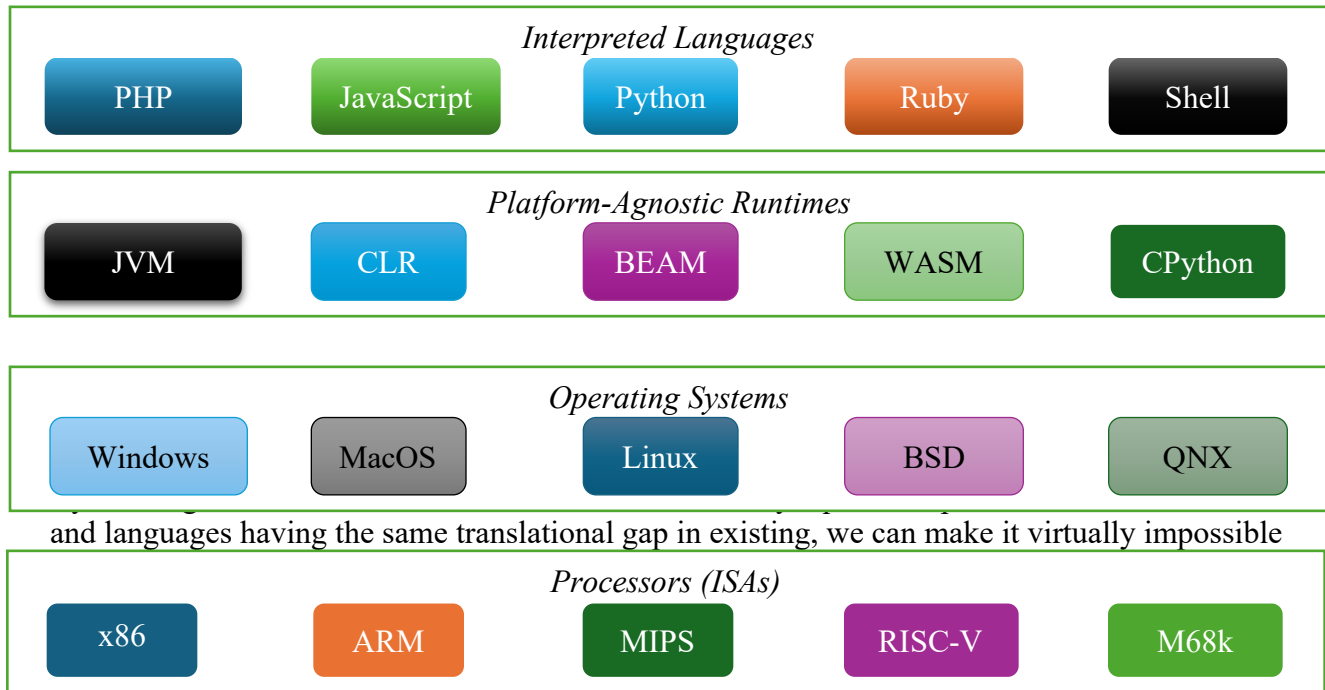 Interpreted Languages
PHP JavaScript Python Ruby Shell
Platform-Agnostic Runtimes
JVM CLR BEAM WASM CPython
Operating Systems
Windows MacOS Linux BSD QNX
and languages having the same translational gap in existing, we can make it virtually impossible
Processors (ISAs)
x86 ARM MIPS RISC-V M68k